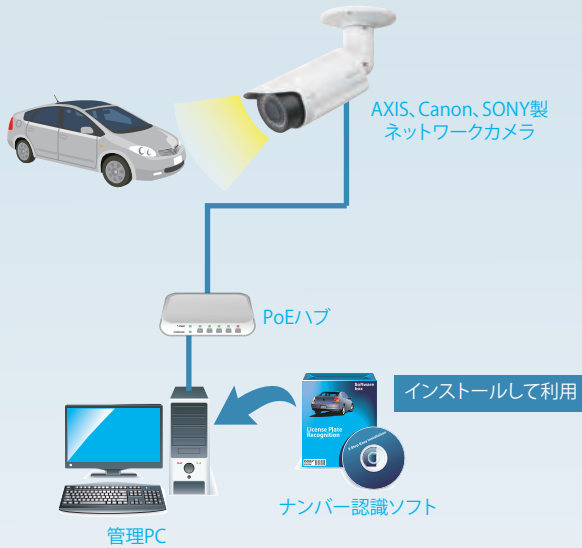 AXIS、Canon、SONY製
ネットワークカメラ
PoEハブ
インストールして利用
Software
box
License Plate
Recognition
ナンバー認識ソフト
管理PC